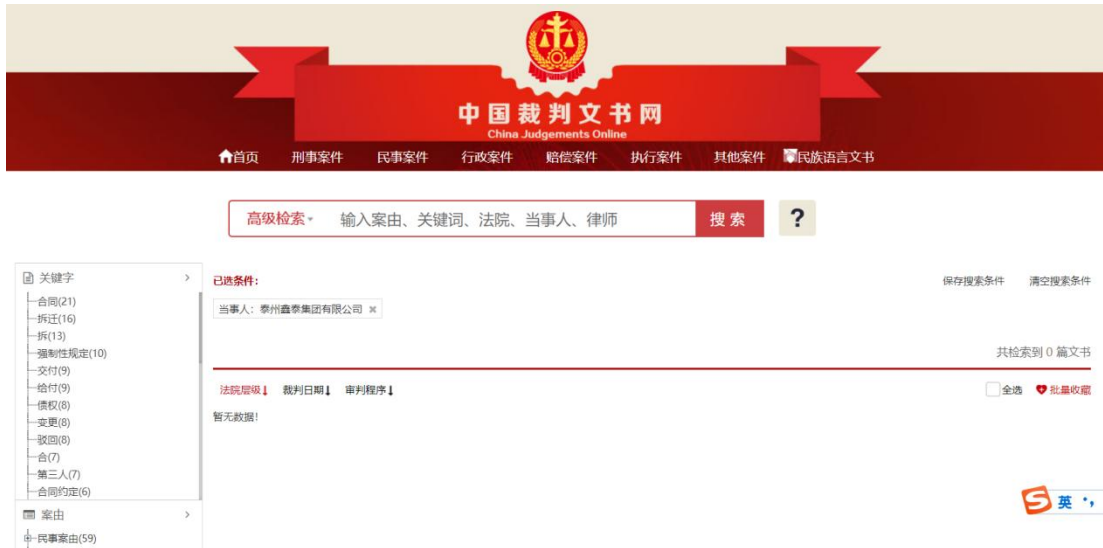 中国裁判文书网
China Judgements Online
首页 刑事案件 民事案件 行政案件 赔偿案件 执行案件 其他案件 民族语言文书
高级检索 输入案由、关键词、法院、当事人、律师 搜索 ?
关键字 >
合同(21)
拆迁(16)
拆(13)
强制性规定(10)
交付(9)
给付(9)
债权(8)
变更(8)
驳回(8)
合(7)
第三人(7)
合同约定(6)
案由 >
民事案由(59)
已选条件: 保存搜索条件 清空搜索条件
当事人: 泰州鑫泰集团有限公司 ×
共检索到 0 篇文书
法院层级↓ 裁判日期↓ 审判程序↓ 全选 批量收藏
暂无数据!
S 英